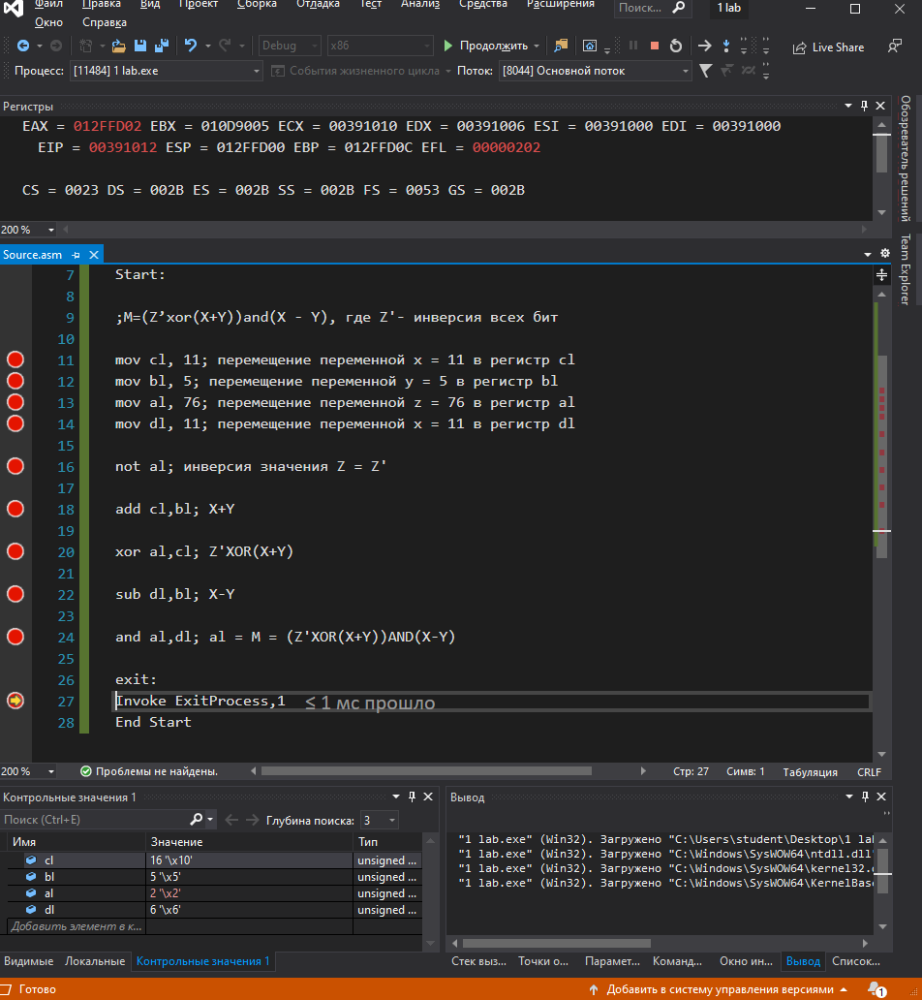 Файл Правка Вид Проект Сборка Отладка Тест Анализ Средства Расширения Поиск... 1 lab
Окно Справка
Debug x86 Продолжить Live Share
Процесс: [11484] 1 lab.exe События жизненного цикла Поток: [8044] Основной поток
Регистры
EAX = 012FFD02 EBX = 010D9005 ECX = 00391010 EDX = 00391006 ESI = 00391000 EDI = 00391000
EIP = 00391012 ESP = 012FFD00 EBP = 012FFD0C EFL = 00000202
CS = 0023 DS = 002B ES = 002B SS = 002B FS = 0053 GS = 002B
200 %
Обозреватель решений
Team Explorer
Source.asm
7 Start:
8
9 ;M=(Z’xor(X+Y))and(X - Y), где Z'- инверсия всех бит
10
11 mov cl, 11; перемещение переменной x = 11 в регистр cl
12 mov bl, 5; перемещение переменной y = 5 в регистр bl
13 mov al, 76; перемещение переменной z = 76 в регистр al
14 mov dl, 11; перемещение переменной x = 11 в регистр dl
15
16 not al; инверсия значения Z = Z'
17
18 add cl,bl; X+Y
19
20 xor al,cl; Z'XOR(X+Y)
21
22 sub dl,bl; X-Y
23
24 and al,dl; al = M = (Z'XOR(X+Y))AND(X-Y)
25
26 exit:
27 Invoke ExitProcess,1 ≤ 1 мс прошло
28 End Start
200 % Проблемы не найдены. Стр: 27 Симв: 1 Табуляция CRLF
Контрольные значения 1
Поиск (Ctrl+E) Глубина поиска: 3
Имя Значение Тип
cl 16 '\x10' unsigned ...
bl 5 '\x5' unsigned ...
al 2 '\x2' unsigned ...
dl 6 '\x6' unsigned ...
Добавить элемент в к...
Видимые Локальные Контрольные значения 1
Вывод
"1 lab.exe" (Win32). Загружено "C:\Users\student\Desktop\1 lab
"1 lab.exe" (Win32). Загружено "C:\Windows\SysWOW64\ntdll.dll"
"1 lab.exe" (Win32). Загружено "C:\Windows\SysWOW64\kernel32.
"1 lab.exe" (Win32). Загружено "C:\Windows\SysWOW64\KernelBase
Стек выз... Точки о... Парамет... Команд... Окно ин... Вывод Список...
Готово Добавить в систему управления версиями 1